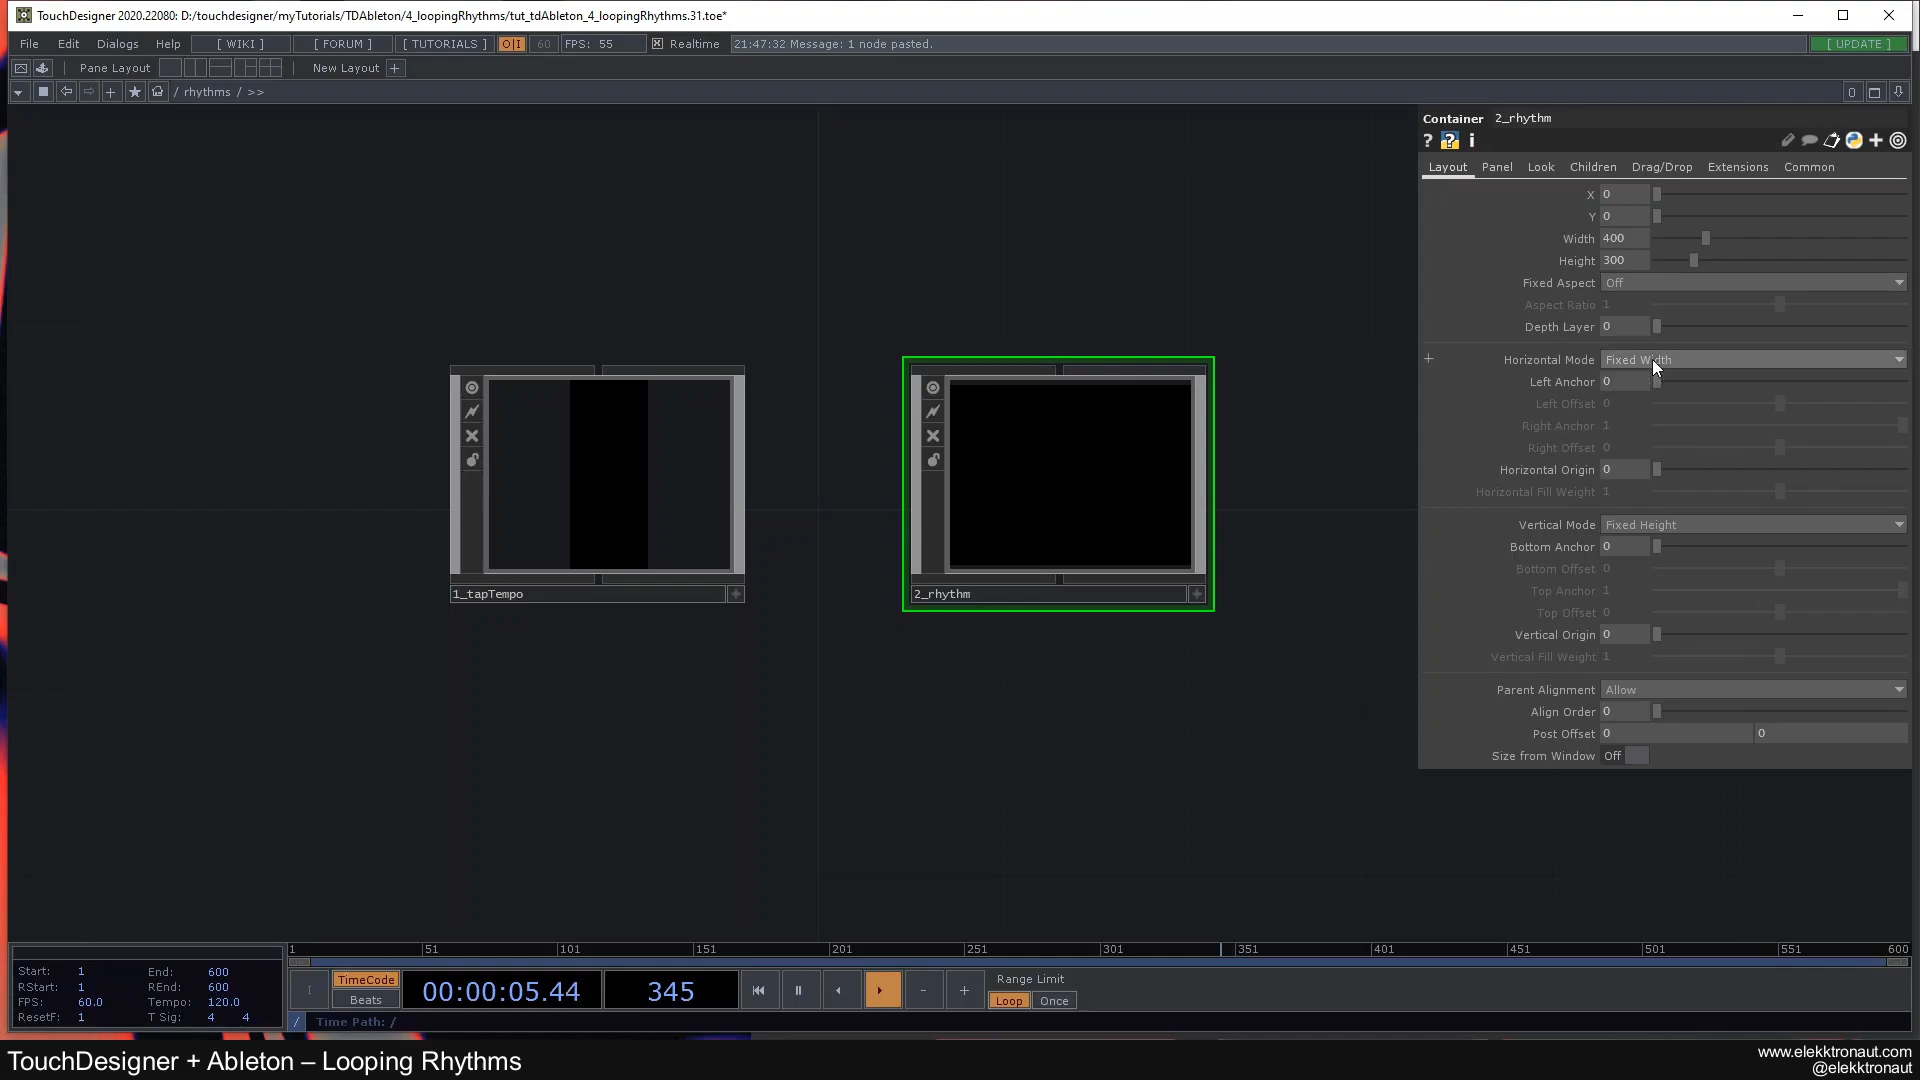 TouchDesigner 2020.22080: D:/touchdesigner/myTutorials/TDAbleton/4_loopingRhythms/tut_tdAbleton_4_loopingRhythms.31.toe*
File Edit Dialogs Help [ WIKI ] [ FORUM ] [ TUTORIALS ] O|I 60 FPS: 55 Realtime 21:47:32 Message: 1 node pasted. [ UPDATE ]
Pane Layout New Layout +
/ rhythms / >> 0
Container 2_rhythm
? ? i
Layout Panel Look Children Drag/Drop Extensions Common
X 0
Y 0
Width 400
Height 300
Fixed Aspect Off
Aspect Ratio 1
Depth Layer 0
+ Horizontal Mode Fixed Width
Left Anchor 0
Left Offset 0
Right Anchor 1
Right Offset 0
Horizontal Origin 0
Horizontal Fill Weight 1
Vertical Mode Fixed Height
Bottom Anchor 0
Bottom Offset 0
Top Anchor 1
Top Offset 0
Vertical Origin 0
Vertical Fill Weight 1
Parent Alignment Allow
Align Order 0
Post Offset 0 0
Size from Window Off
1_tapTempo
2_rhythm
1 51 101 151 201 251 301 351 401 451 501 551 600
Start: 1 End: 600
RStart: 1 REnd: 600
FPS: 60.0 Tempo: 120.0
ResetF: 1 T Sig: 4 4
TimeCode
Beats
00:00:05.44 345
Range Limit
Loop Once
/ Time Path: /
TouchDesigner + Ableton – Looping Rhythms
www.elekktronaut.com
@elekktronaut